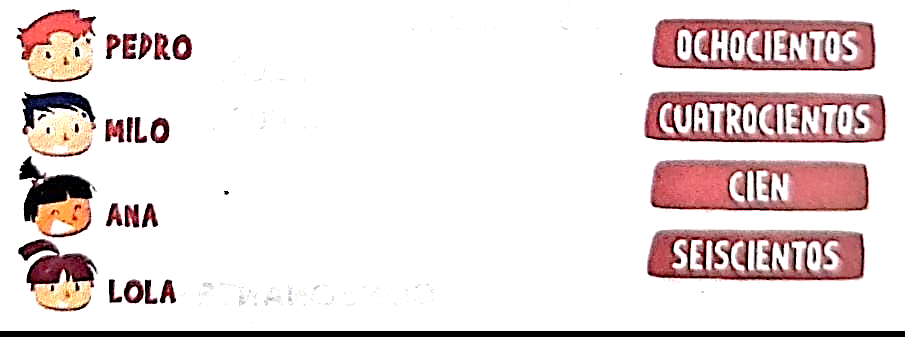 PEDRO
OCHOCIENTOS
MILO
CUATROCIENTOS
ANA
CIEN
LOLA
SEISCIENTOS